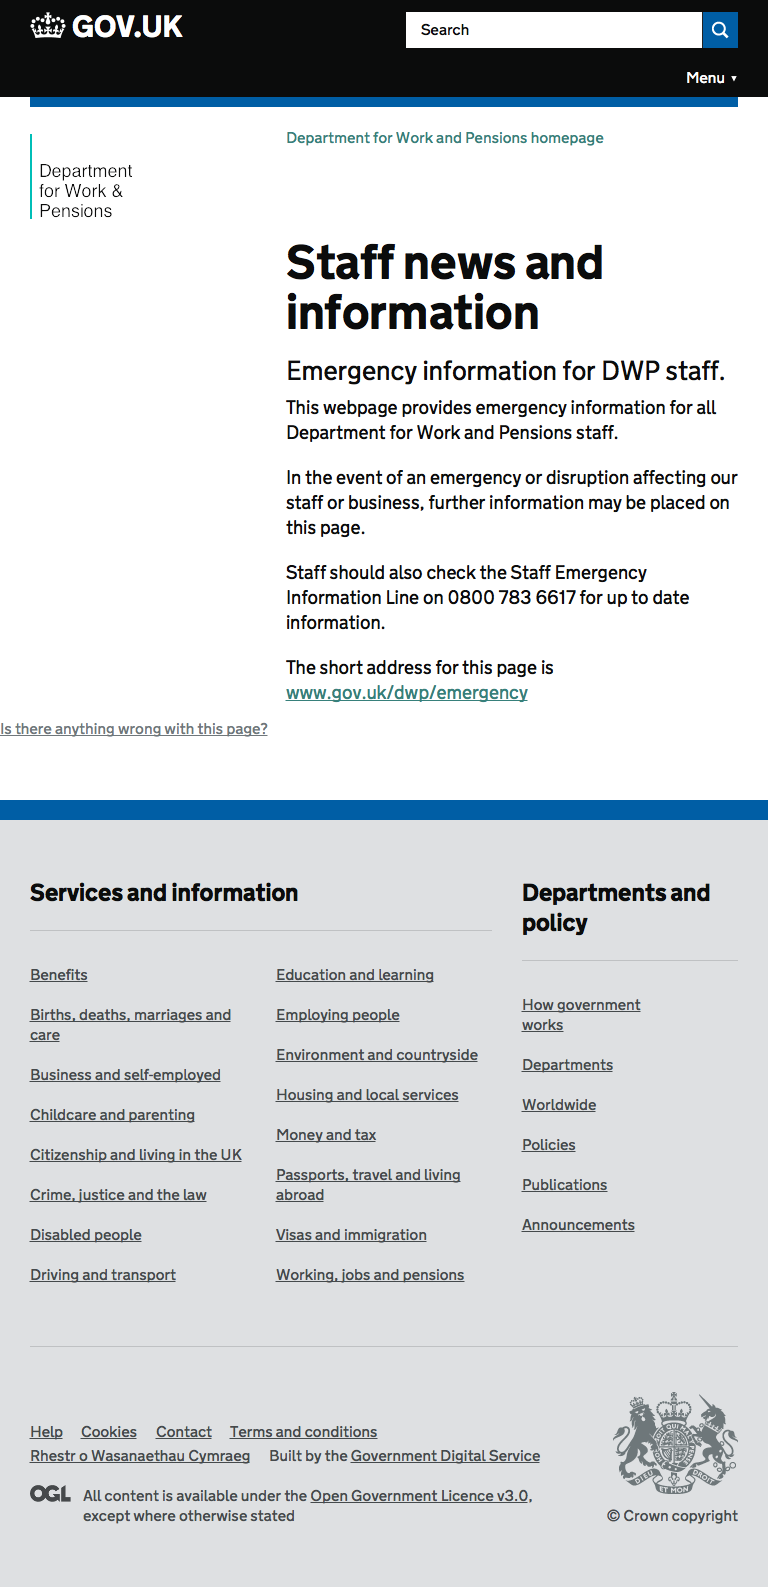 GOV.UK
Search
Menu ▼
Department for Work and Pensions homepage
Department
for Work &
Pensions
Staff news and
information
Emergency information for DWP staff.
This webpage provides emergency information for all
Department for Work and Pensions staff.
In the event of an emergency or disruption affecting our
staff or business, further information may be placed on
this page.
Staff should also check the Staff Emergency
Information Line on 0800 783 6617 for up to date
information.
The short address for this page is
www.gov.uk/dwp/emergency
Is there anything wrong with this page?
Services and information
Benefits
Births, deaths, marriages and
care
Business and self-employed
Childcare and parenting
Citizenship and living in the UK
Crime, justice and the law
Disabled people
Driving and transport
Education and learning
Employing people
Environment and countryside
Housing and local services
Money and tax
Passports, travel and living
abroad
Visas and immigration
Working, jobs and pensions
Departments and
policy
How government
works
Departments
Worldwide
Policies
Publications
Announcements
Help Cookies Contact Terms and conditions
Rhestr o Wasanaethau Cymraeg Built by the Government Digital Service
OGL
All content is available under the Open Government Licence v3.0,
except where otherwise stated
DIEU ET MON DROIT
© Crown copyright